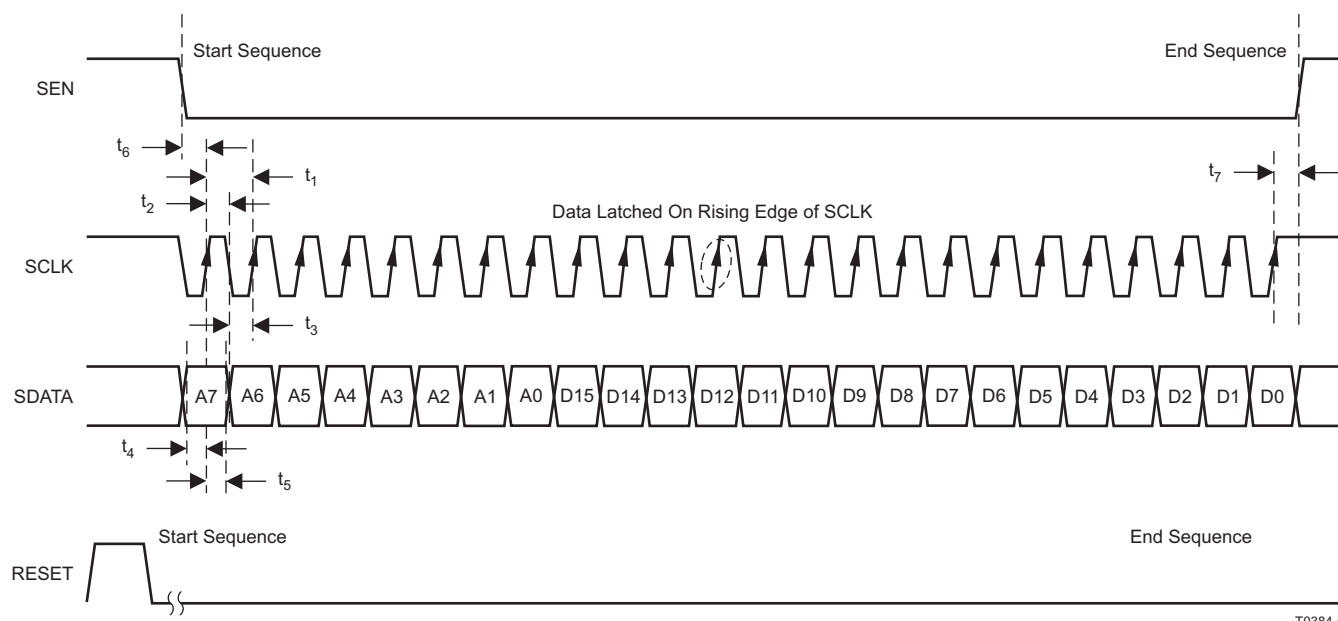 Start Sequence
End Sequence
SEN
t6
t1
t7
t2
Data Latched On Rising Edge of SCLK
SCLK
t3
SDATA A7 A6 A5 A4 A3 A2 A1 A0 D15 D14 D13 D12 D11 D10 D9 D8 D7 D6 D5 D4 D3 D2 D1 D0
t4
t5
Start Sequence
End Sequence
RESET